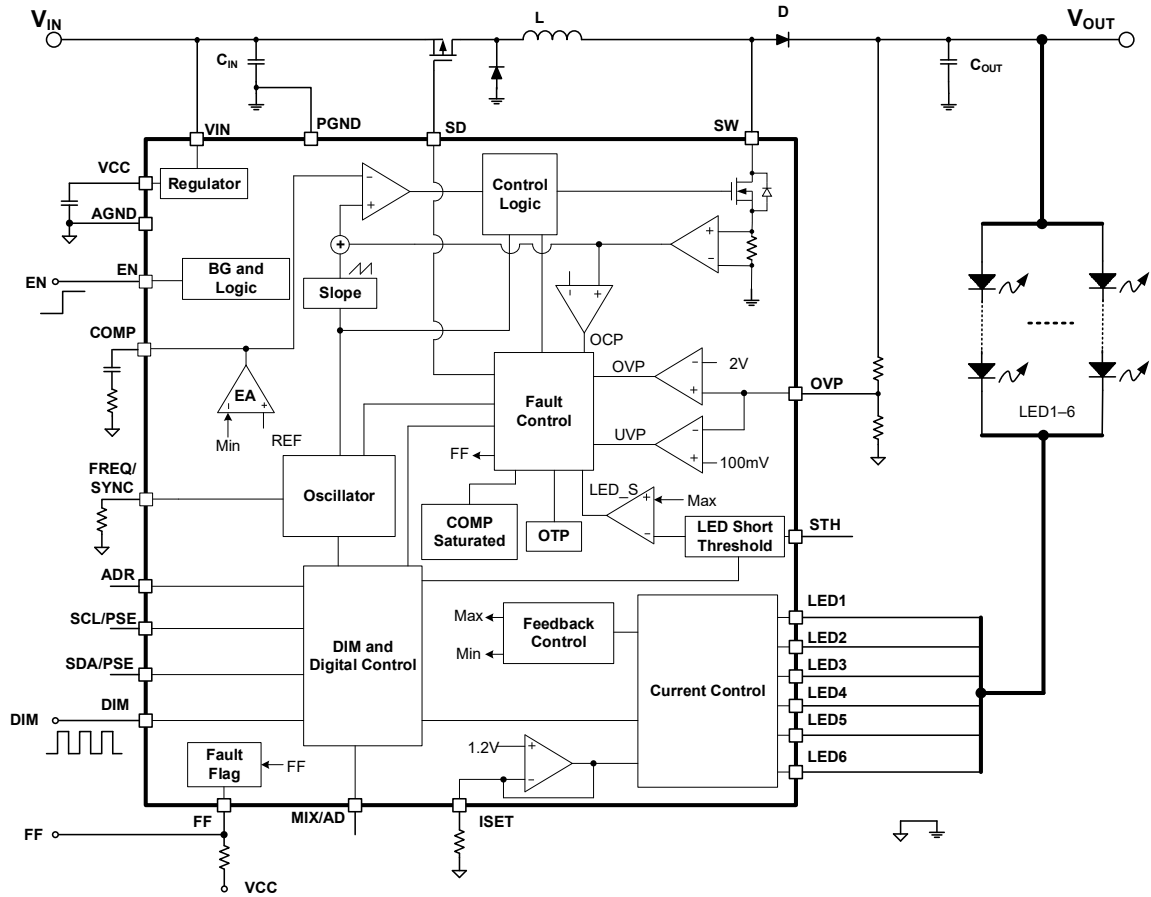 VIN
L
D
VOUT
CIN
COUT
VIN
PGND
SD
SW
VCC
Regulator
Control
Logic
AGND
+
−
+
−
+
EN
EN
BG and
Logic
Slope
−
+
COMP
OCP
OVP
−
+
2V
OVP
EA
−
+
Min
REF
Fault
Control
UVP
−
+
100mV
FF
LED1–6
FREQ/
SYNC
Oscillator
LED_S
+
−
Max
COMP
Saturated
OTP
LED Short
Threshold
STH
ADR
SCL/PSE
SDA/PSE
DIM
DIM
DIM and
Digital Control
Max
Min
Feedback
Control
Current Control
LED1
LED2
LED3
LED4
LED5
LED6
1.2V
+
−
Fault
Flag
FF
FF
MIX/AD
ISET
FF
VCC